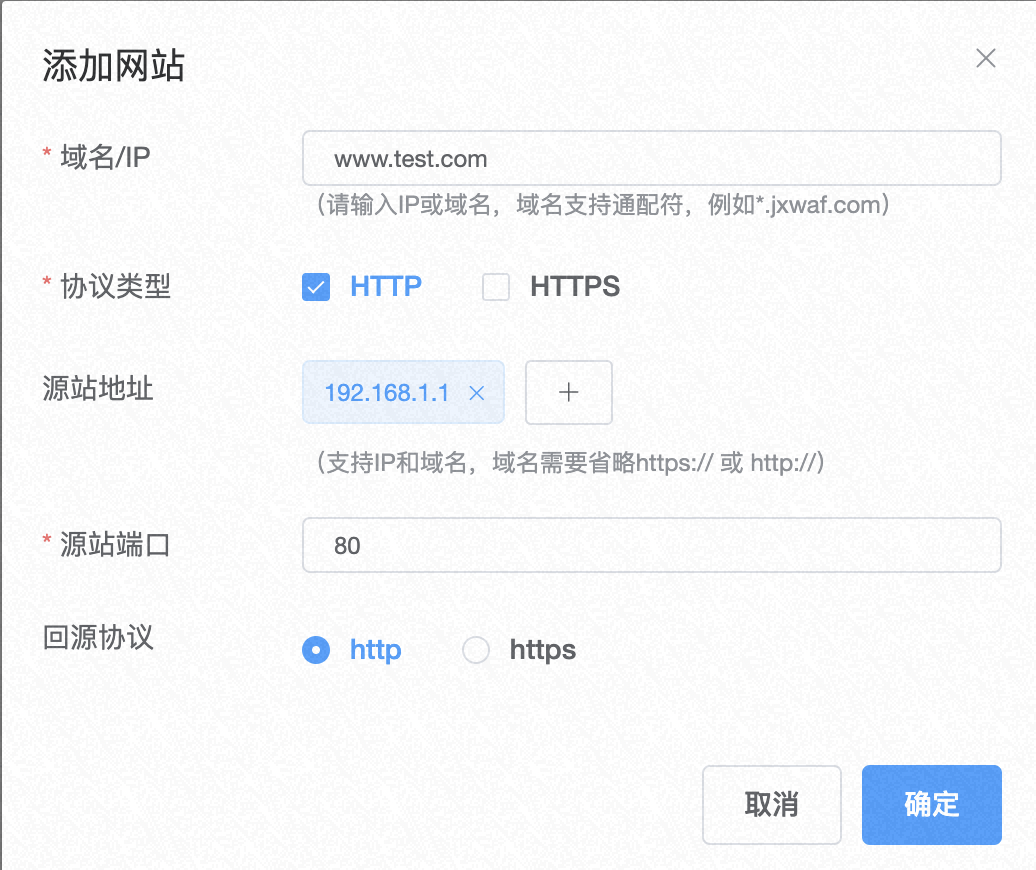 添加网站
* 域名/IP
www.test.com
（请输入IP或域名，域名支持通配符，例如*.jxwaf.com）
* 协议类型
HTTP HTTPS
源站地址
192.168.1.1
（支持IP和域名，域名需要省略https:// 或 http://）
* 源站端口
80
回源协议
http https
取消 确定